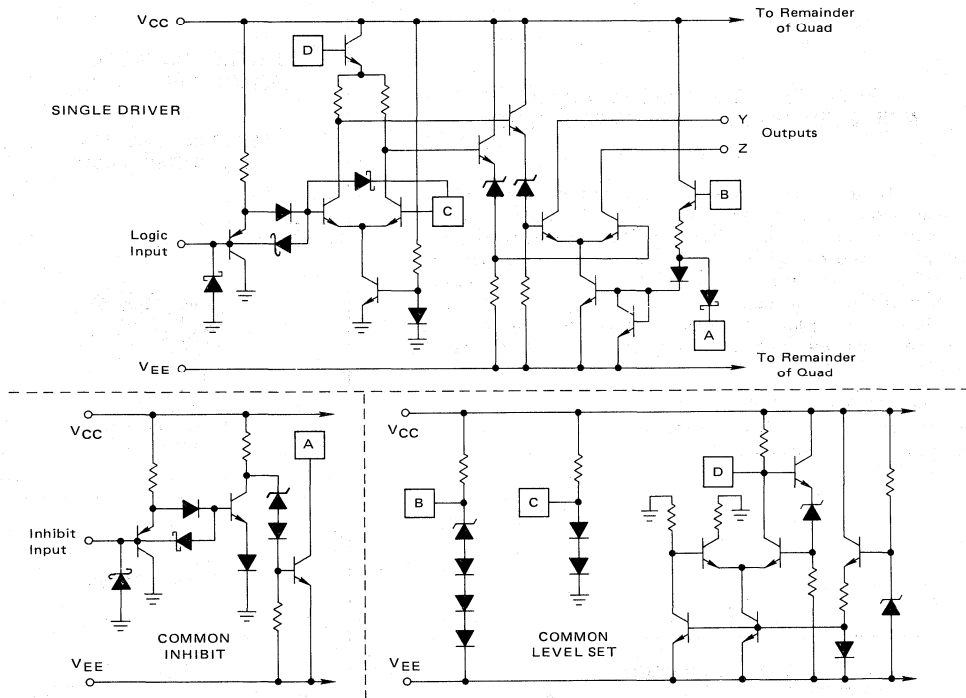 VCC
To Remainder
of Quad
D
SINGLE DRIVER
Y
Outputs
Z
B
C
Logic
Input
A
VEE
To Remainder
of Quad
VCC
A
Inhibit
Input
COMMON
INHIBIT
VEE
VCC
B
C
D
COMMON
LEVEL SET
VEE